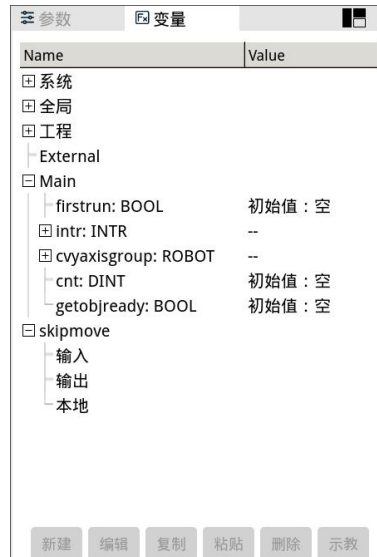 参数 变量
Name Value
系统
全局
工程
External
Main
firstrun: BOOL 初始值：空
intr: INTR --
cvyaxisgroup: ROBOT --
cnt: DINT 初始值：空
getobjready: BOOL 初始值：空
skipmove
输入
输出
本地
新建 编辑 复制 粘贴 删除 示教